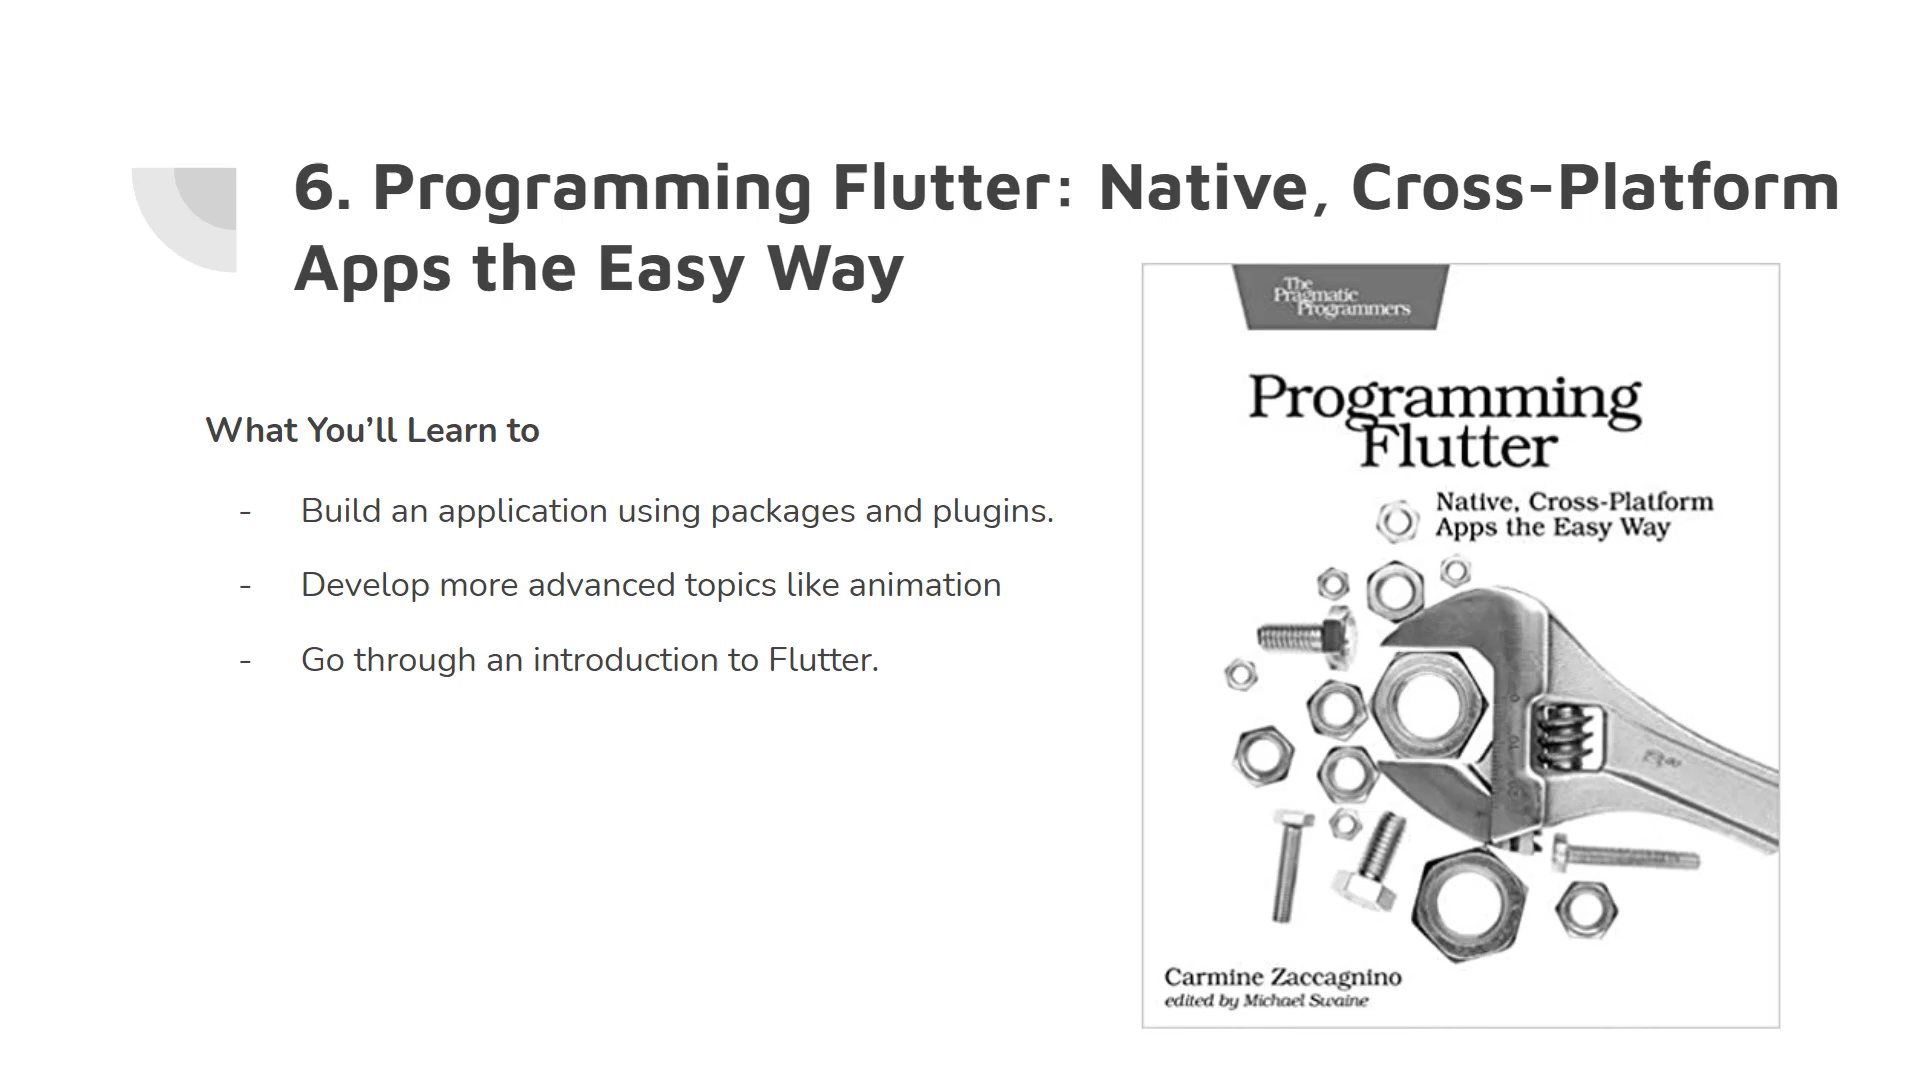 6. Programming Flutter: Native, Cross-Platform
Apps the Easy Way
What You’ll Learn to
- Build an application using packages and plugins.
- Develop more advanced topics like animation
- Go through an introduction to Flutter.
The
Pragmatic
Programmers
Programming
Flutter
Native, Cross-Platform
Apps the Easy Way
Carmine Zaccagnino
edited by Michael Swaine